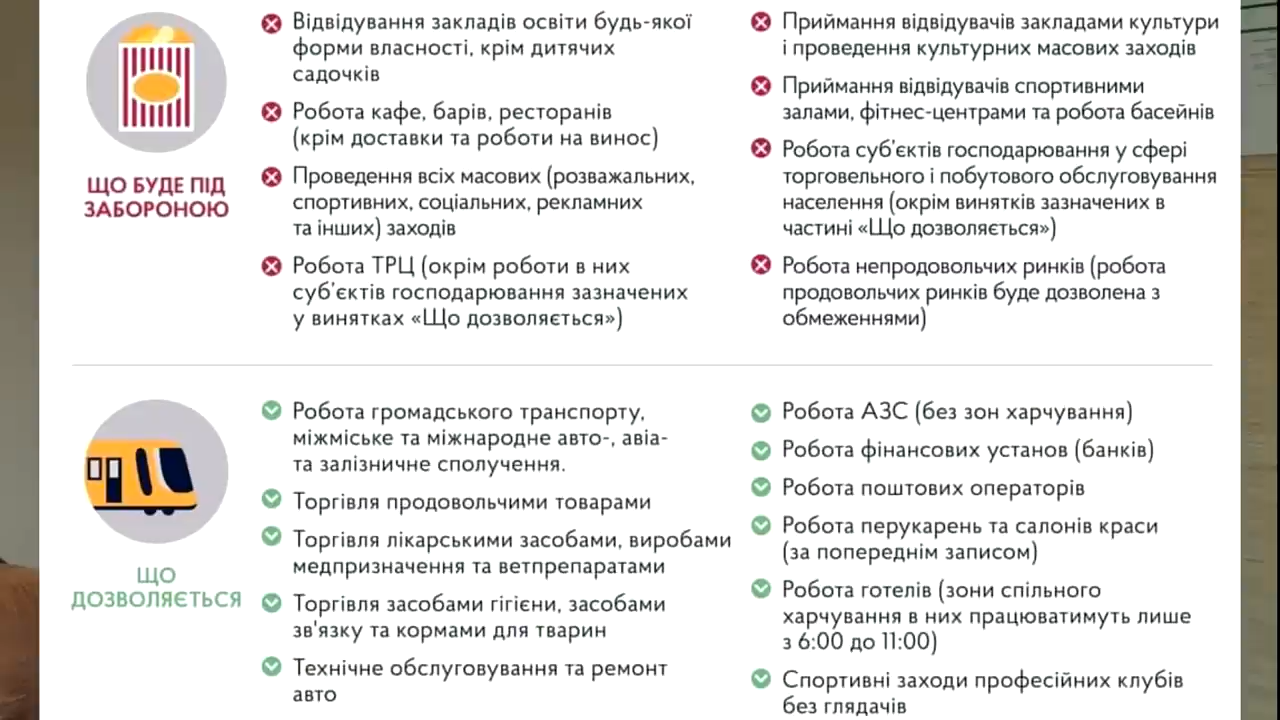 ЩО БУДЕ ПІД
ЗАБОРОНОЮ
Відвідування закладів освіти будь-якої
форми власності, крім дитячих
садочків
Робота кафе, барів, ресторанів
(крім доставки та роботи на винос)
Проведення всіх масових (розважальних,
спортивних, соціальних, рекламних
та інших) заходів
Робота ТРЦ (окрім роботи в них
суб’єктів господарювання зазначених
у винятках «Що дозволяється»)
Приймання відвідувачів закладами культури
і проведення культурних масових заходів
Приймання відвідувачів спортивними
залами, фітнес-центрами та робота басейнів
Робота суб’єктів господарювання у сфері
торговельного і побутового обслуговування
населення (окрім винятків зазначених в
частині «Що дозволяється»)
Робота непродовольчих ринків (робота
продовольчих ринків буде дозволена з
обмеженнями)
ЩО
ДОЗВОЛЯЄТЬСЯ
Робота громадського транспорту,
міжміське та міжнародне авто-, авіа-
та залізничне сполучення.
Торгівля продовольчими товарами
Торгівля лікарськими засобами, виробами
медпризначення та ветпрепаратами
Торгівля засобами гігієни, засобами
зв'язку та кормами для тварин
Технічне обслуговування та ремонт
авто
Робота АЗС (без зон харчування)
Робота фінансових установ (банків)
Робота поштових операторів
Робота перукарень та салонів краси
(за попереднім записом)
Робота готелів (зони спільного
харчування в них працюватимуть лише
з 6:00 до 11:00)
Спортивні заходи професійних клубів
без глядачів